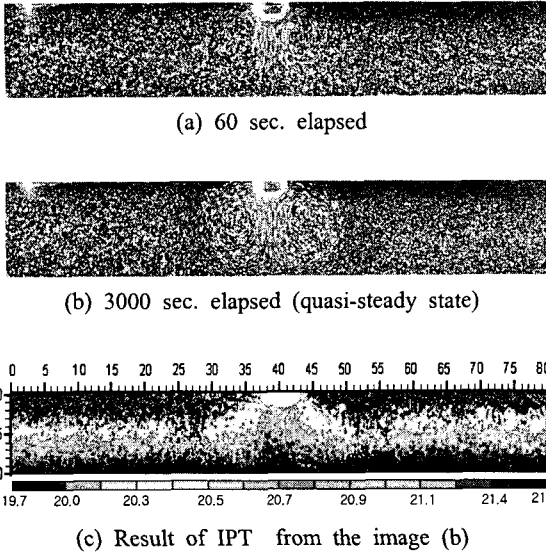 (a) 60 sec. elapsed
(b) 3000 sec. elapsed (quasi-steady state)
0 5 10 15 20 25 30 35 40 45 50 55 60 65 70 75 80
19.7 20.0 20.3 20.5 20.7 20.9 21.1 21.4
(c) Result of IPT from the image (b)